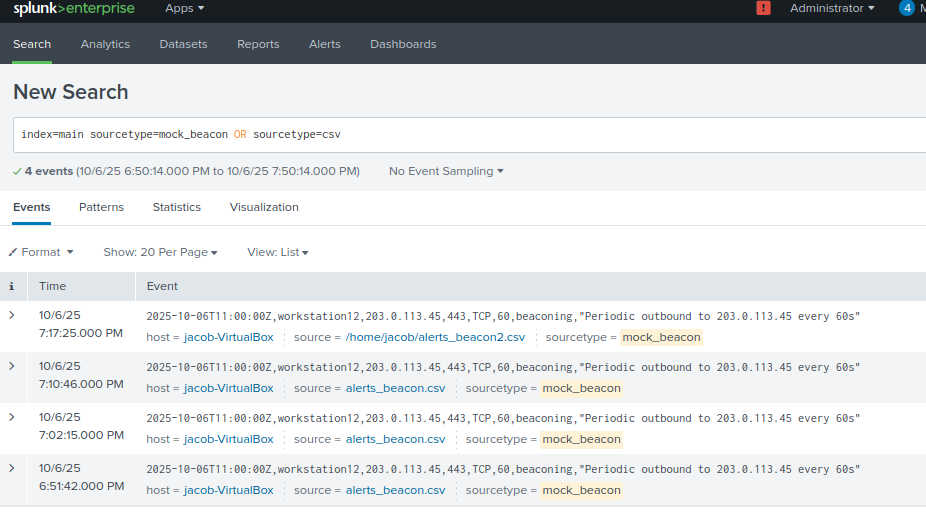 splunk>enterprise Apps ! Administrator 4 M
Search Analytics Datasets Reports Alerts Dashboards
New Search
index=main sourcetype=mock_beacon OR sourcetype=csv
4 events (10/6/25 6:50:14.000 PM to 10/6/25 7:50:14.000 PM) No Event Sampling
Events Patterns Statistics Visualization
Format Show: 20 Per Page View: List
i Time Event
10/6/25 2025-10-06T11:00:00Z,workstation12,203.0.113.45,443,TCP,60,beaconing,"Periodic outbound to 203.0.113.45 every 60s"
7:17:25.000 PM host = jacob-VirtualBox source = /home/jacob/alerts_beacon2.csv sourcetype = mock_beacon
10/6/25 2025-10-06T11:00:00Z,workstation12,203.0.113.45,443,TCP,60,beaconing,"Periodic outbound to 203.0.113.45 every 60s"
7:10:46.000 PM host = jacob-VirtualBox source = alerts_beacon.csv sourcetype = mock_beacon
10/6/25 2025-10-06T11:00:00Z,workstation12,203.0.113.45,443,TCP,60,beaconing,"Periodic outbound to 203.0.113.45 every 60s"
7:02:15.000 PM host = jacob-VirtualBox source = alerts_beacon.csv sourcetype = mock_beacon
10/6/25 2025-10-06T11:00:00Z,workstation12,203.0.113.45,443,TCP,60,beaconing,"Periodic outbound to 203.0.113.45 every 60s"
6:51:42.000 PM host = jacob-VirtualBox source = alerts_beacon.csv sourcetype = mock_beacon